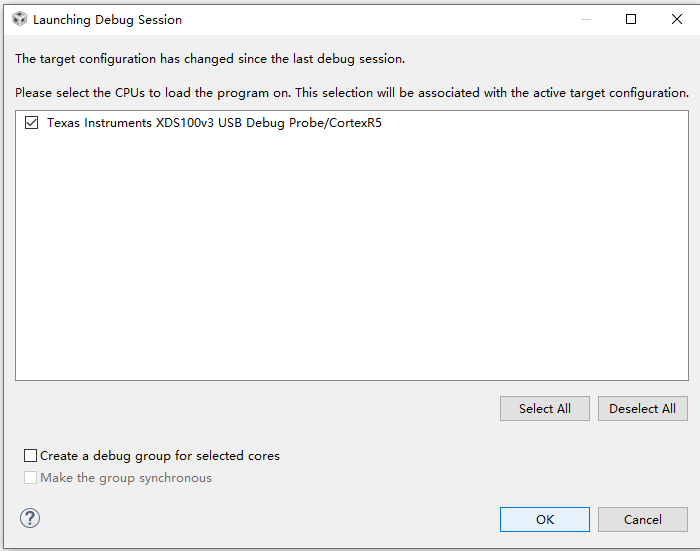 Launching Debug Session
The target configuration has changed since the last debug session.
Please select the CPUs to load the program on. This selection will be associated with the active target configuration.
Texas Instruments XDS100v3 USB Debug Probe/CortexR5
Select All
Deselect All
Create a debug group for selected cores
Make the group synchronous
?
OK
Cancel